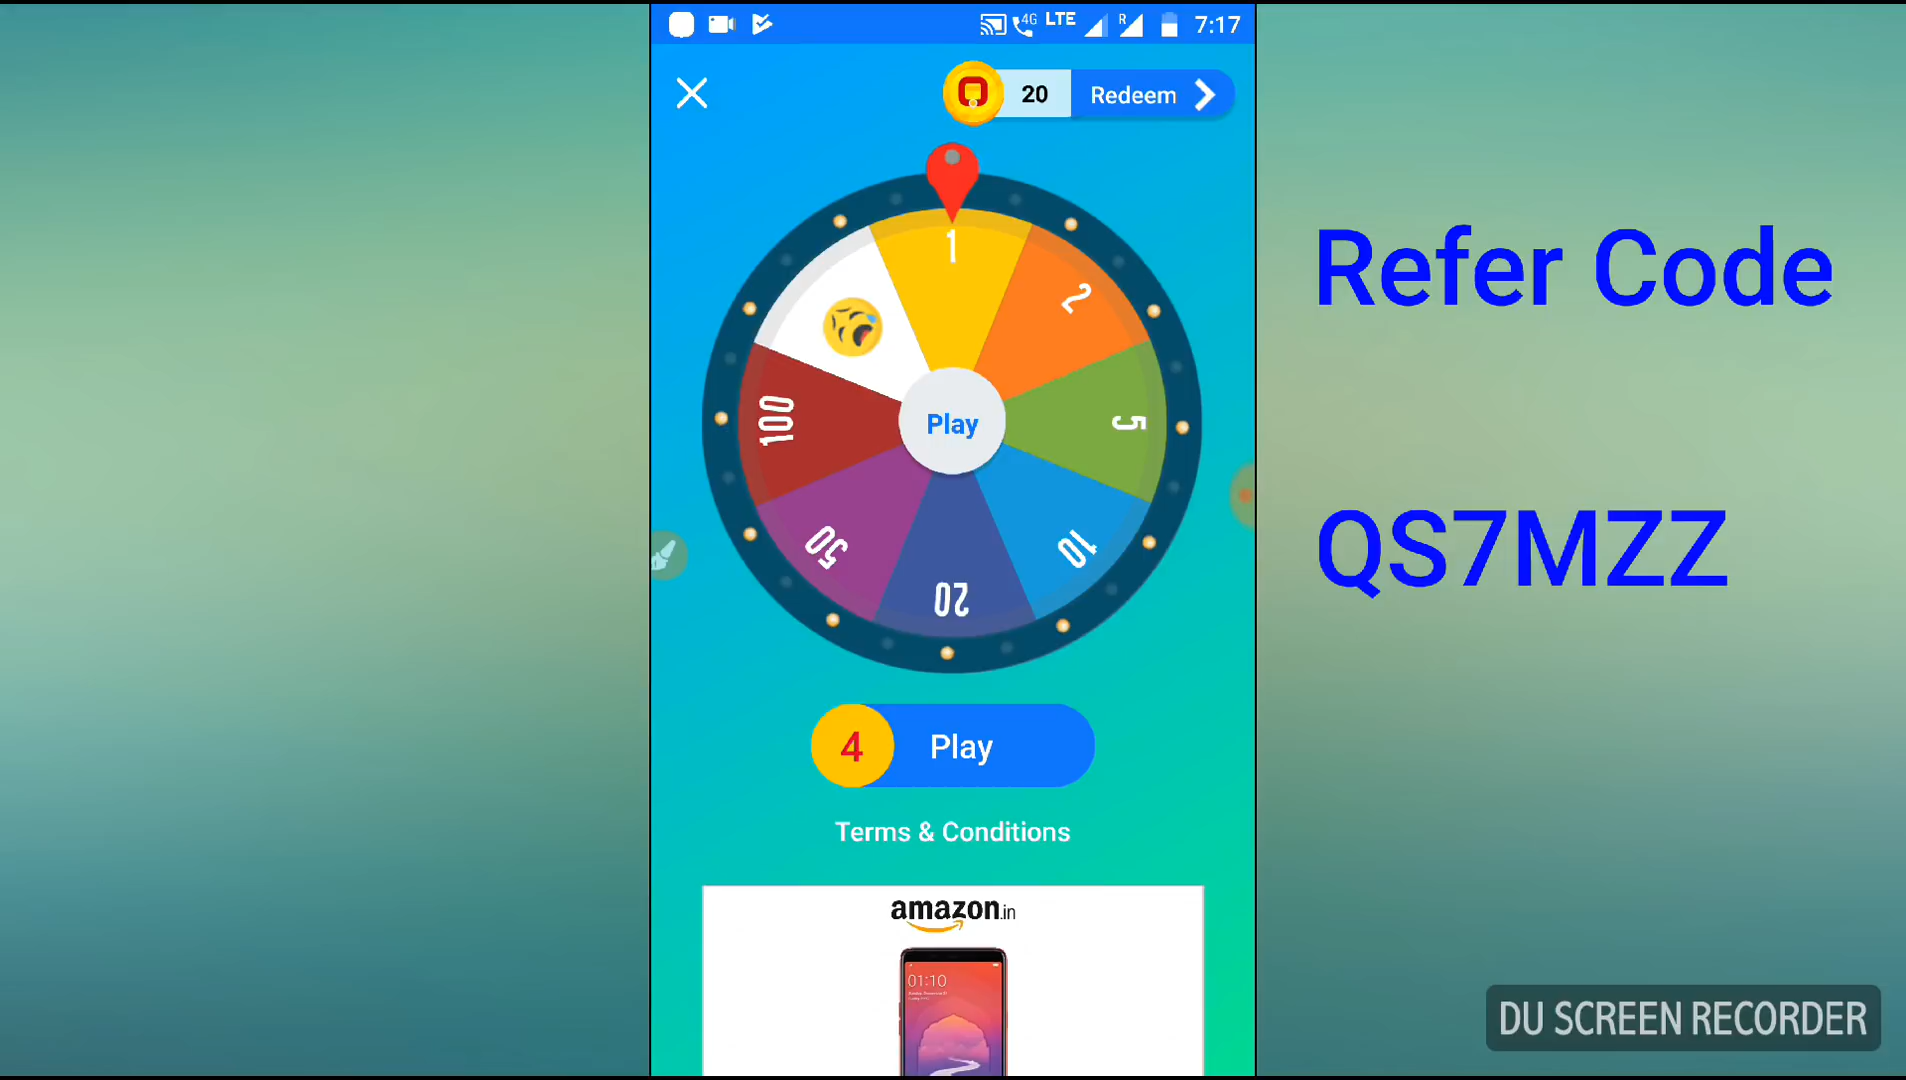 4G LTE R 7:17
20 Redeem
1
2
5
10
20
50
100
Play
4 Play
Terms & Conditions
amazon.in
01:10
Refer Code
QS7MZZ
DU SCREEN RECORDER